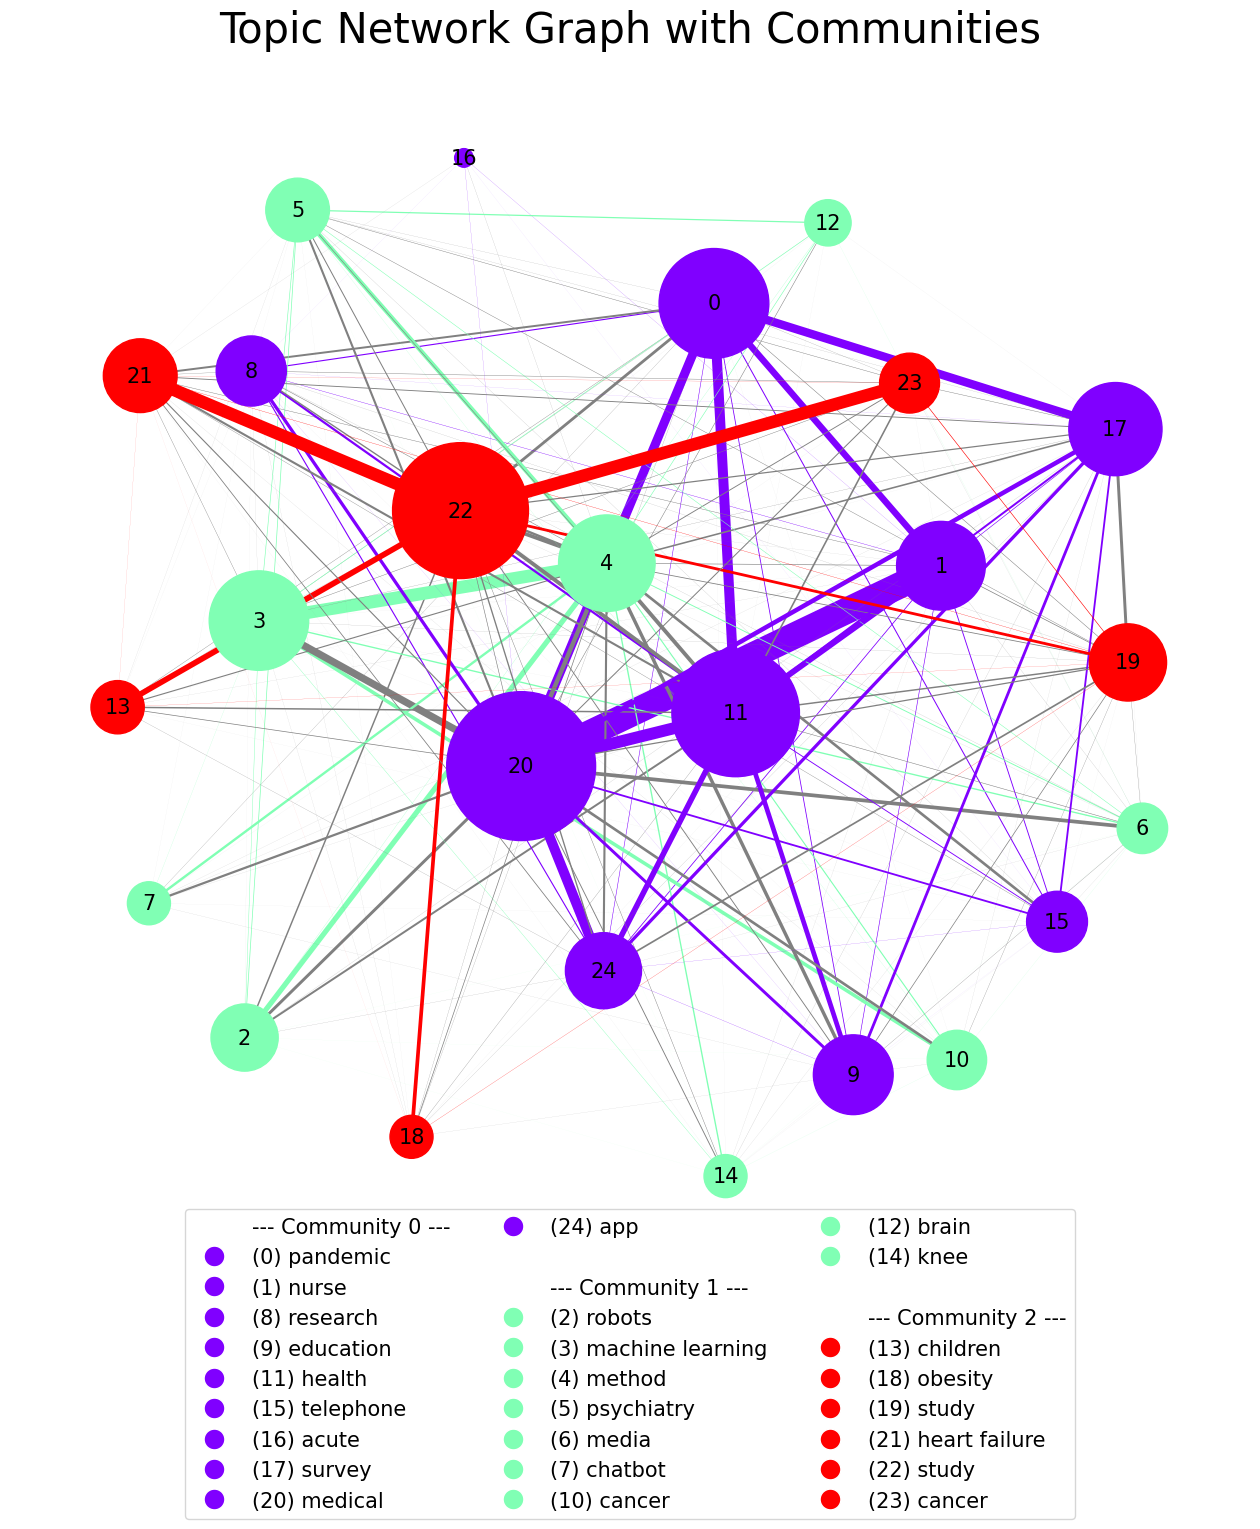 Topic Network Graph with Communities
16
5
12
0
21
8
23
17
22
4
1
3
19
13
11
20
6
7
15
24
2
10
9
18
14
--- Community 0 ---
(0) pandemic
(1) nurse
(8) research
(9) education
(11) health
(15) telephone
(16) acute
(17) survey
(20) medical
(24) app
--- Community 1 ---
(2) robots
(3) machine learning
(4) method
(5) psychiatry
(6) media
(7) chatbot
(10) cancer
(12) brain
(14) knee
--- Community 2 ---
(13) children
(18) obesity
(19) study
(21) heart failure
(22) study
(23) cancer